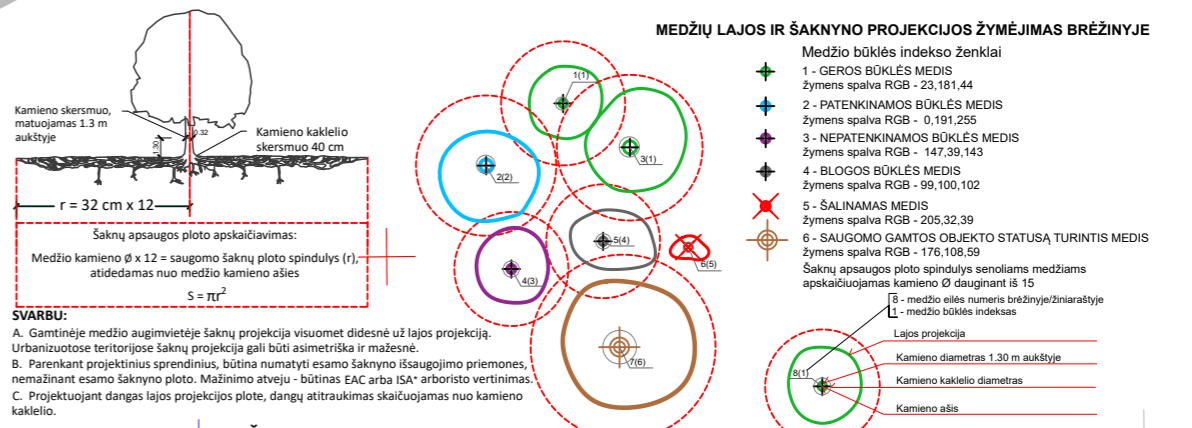 Kamieno skersmuo,
matuojamas 1.3 m
aukštyje
0.32
1.30
Kamieno kaklelio
skersmuo 40 cm
r = 32 cm x 12
Šaknų apsaugos ploto apskaičiavimas:
Medžio kamieno Ø x 12 = saugomo šaknų ploto spindulys (r),
atidedamas nuo medžio kamieno ašies
S = πr²
SVARBU:
A. Gamtinėje medžio augimvietėje šaknų projekcija visuomet didesnė už lajos projekciją.
Urbanizuotose teritorijose šaknų projekcija gali būti asimetriška ir mažesnė.
B. Parenkant projektinius sprendinius, būtina numatyti esamo šaknyno išsaugojimo priemones,
nemažinant esamo šaknyno ploto. Mažinimo atveju - būtinas EAC arba ISA* arboristo vertinimas.
C. Projektuojant dangas lajos projekcijos plote, dangų atitraukimas skaičuojamas nuo kamieno
kaklelio.
1(1)
3(1)
2(2)
5(4)
6(5)
4(3)
7(6)
MEDŽIŲ LAJOS IR ŠAKNYNO PROJEKCIJOS ŽYMĖJIMAS BRĖŽINYJE
Medžio būklės indekso ženklai
1 - GEROS BŪKLĖS MEDIS
žymens spalva RGB - 23,181,44
2 - PATENKINAMOS BŪKLĖS MEDIS
žymens spalva RGB - 0,191,255
3 - NEPATENKINAMOS BŪKLĖS MEDIS
žymens spalva RGB - 147,39,143
4 - BLOGOS BŪKLĖS MEDIS
žymens spalva RGB - 99,100,102
5 - ŠALINAMAS MEDIS
žymens spalva RGB - 205,32,39
6 - SAUGOMO GAMTOS OBJEKTO STATUSĄ TURINTIS MEDIS
žymens spalva RGB - 176,108,59
Šaknų apsaugos ploto spindulys senoliams medžiams
apskaičiuojamas kamieno Ø dauginant iš 15
8 - medžio eilės numeris brėžinyje/žiniaraštyje
1 - medžio būklės indeksas
Lajos projekcija
Kamieno diametras 1.30 m aukštyje
8(1)
Kamieno kaklelio diametras
Kamieno ašis